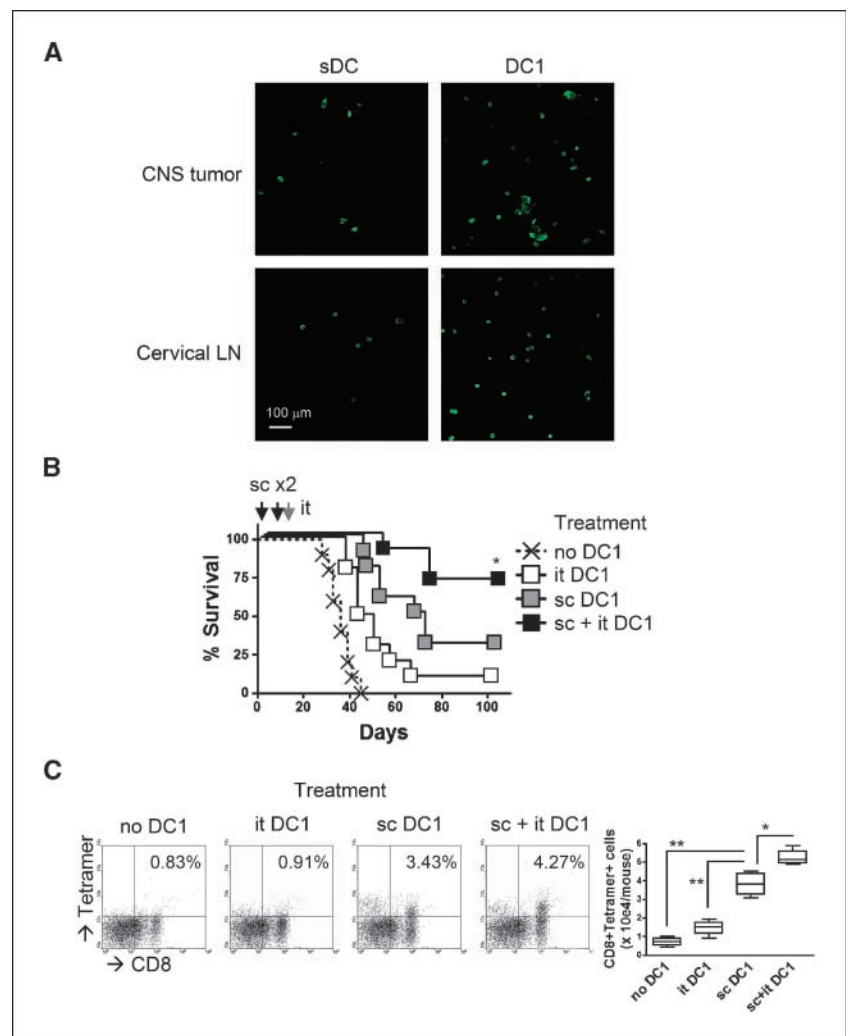 A
sDC DC1
CNS tumor
Cervical LN
100 μm
B
sc x2
it
Treatment
no DC1
it DC1
sc DC1
sc + it DC1
*
% Survival
100
75
50
25
0
0 20 40 60 80 100
Days
C
Treatment
no DC1 it DC1 sc DC1 sc + it DC1
0.83% 0.91% 3.43% 4.27%
→ Tetramer
→ CD8
CD8+Tetramer+ cells
(x 10e4/mouse)
6
5
4
3
2
1
0
**
**
*
no DC1 it DC1 sc DC1 sc+it DC1